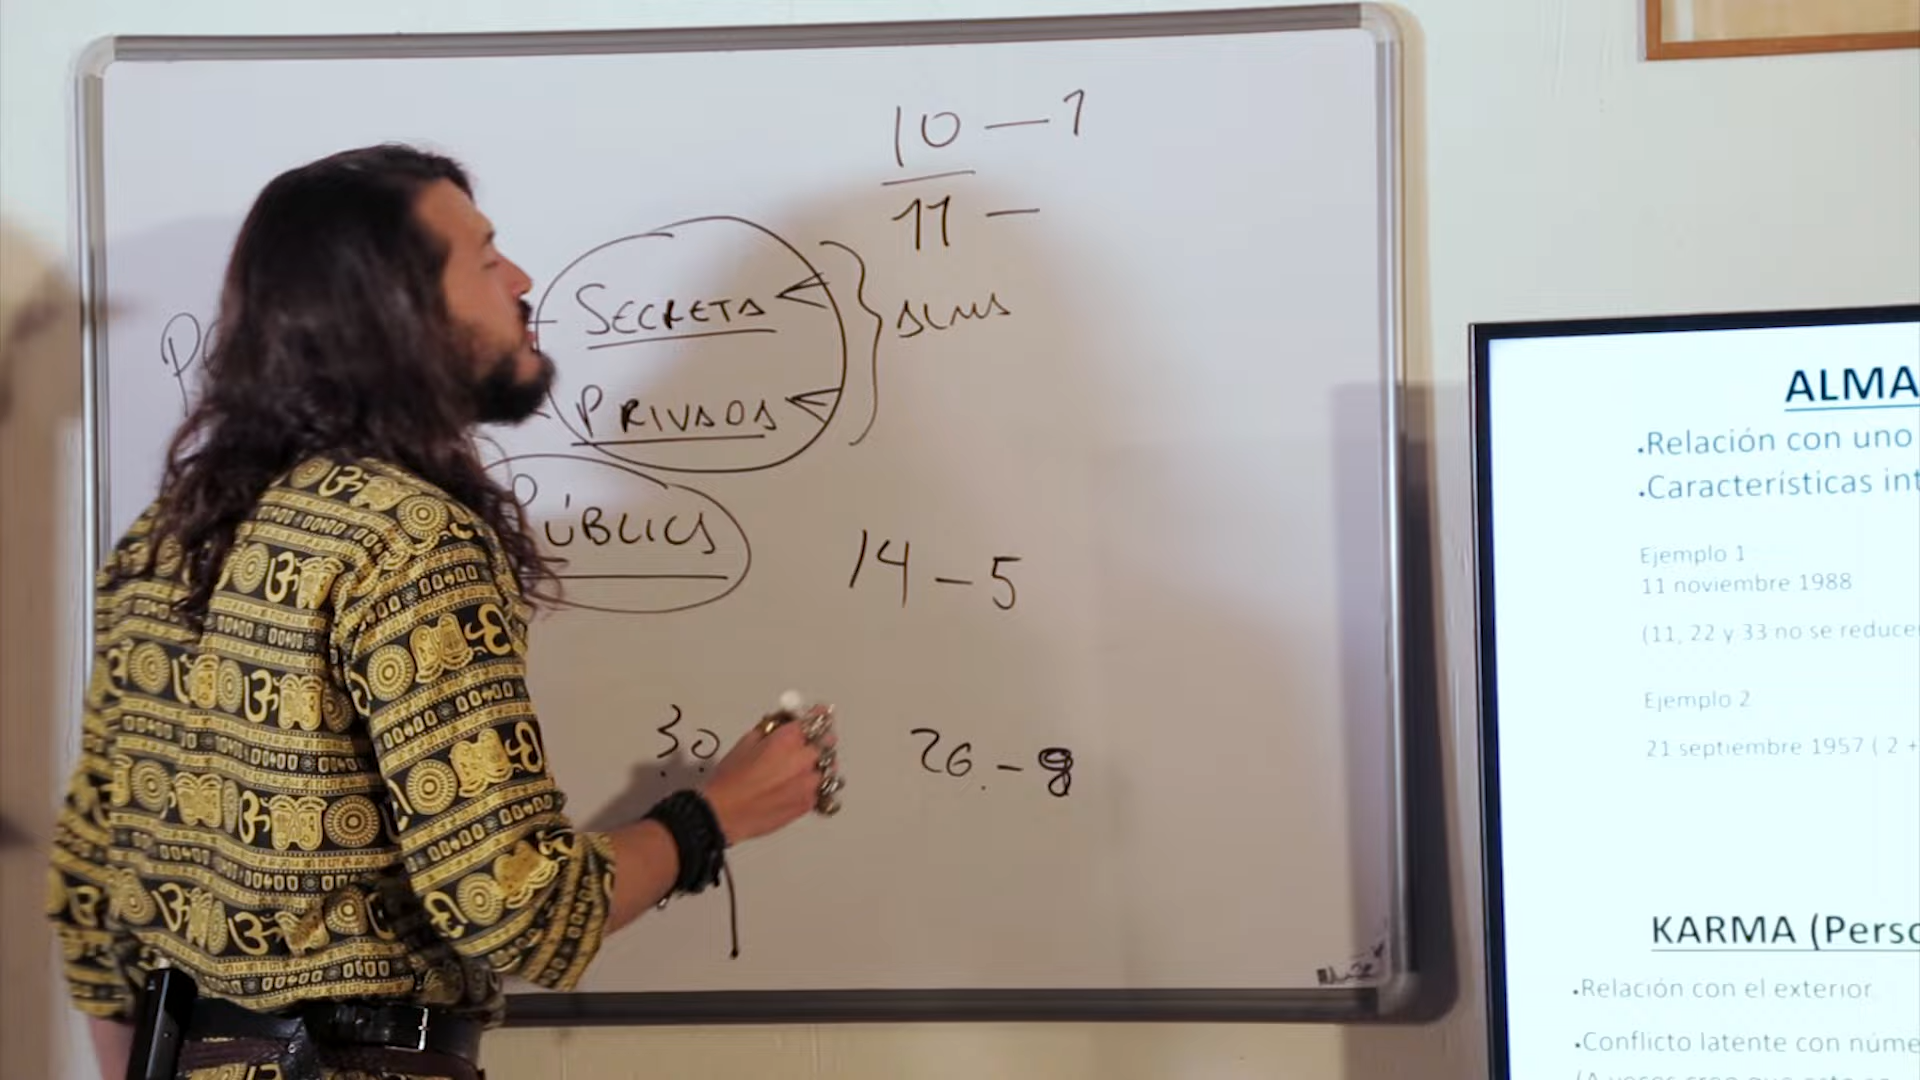 10 — 1
11 —
SECRETA
ALMA
PRIVADA
PÚBLICA
14 – 5
30
26. – 8
ALMA
.Relación con uno
.Características int
Ejemplo 1
11 noviembre 1988
(11, 22 y 33 no se reduce
Ejemplo 2
21 septiembre 1957 ( 2 +
KARMA (Perso
.Relación con el exterior
.Conflicto latente con núme